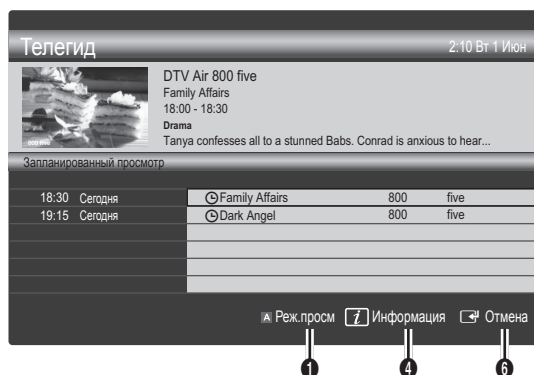 Телегид 2:10 Вт 1 Июн
DTV Air 800 five
Family Affairs
18:00 - 18:30
Drama
Tanya confesses all to a stunned Babs. Conrad is anxious to hear...
800 five
Запланированный просмотр
18:30 Сегодня Family Affairs 800 five
19:15 Сегодня Dark Angel 800 five
A Реж.просм i Информация Отмена
1 4 6